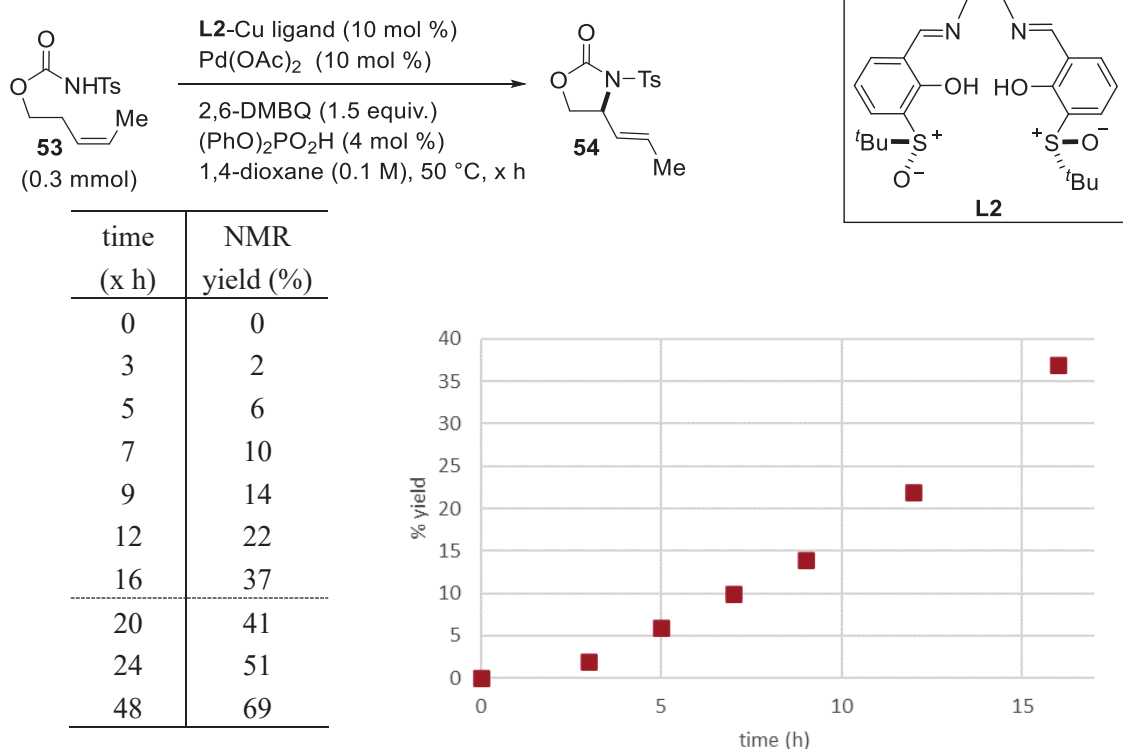 O
O
NHTs
Me
53
(0.3 mmol)
L2-Cu ligand (10 mol %)
Pd(OAc)2 (10 mol %)
2,6-DMBQ (1.5 equiv.)
(PhO)2PO2H (4 mol %)
1,4-dioxane (0.1 M), 50 °C, x h
O
O
N
Ts
54
Me
N N
OH HO
tBu S + + S O−
O− tBu
L2
time NMR
(x h) yield (%)
0 0
3 2
5 6
7 10
9 14
12 22
16 37
20 41
24 51
48 69
40
35
30
25
20
15
10
5
0
% yield
0 5 10 15
time (h)